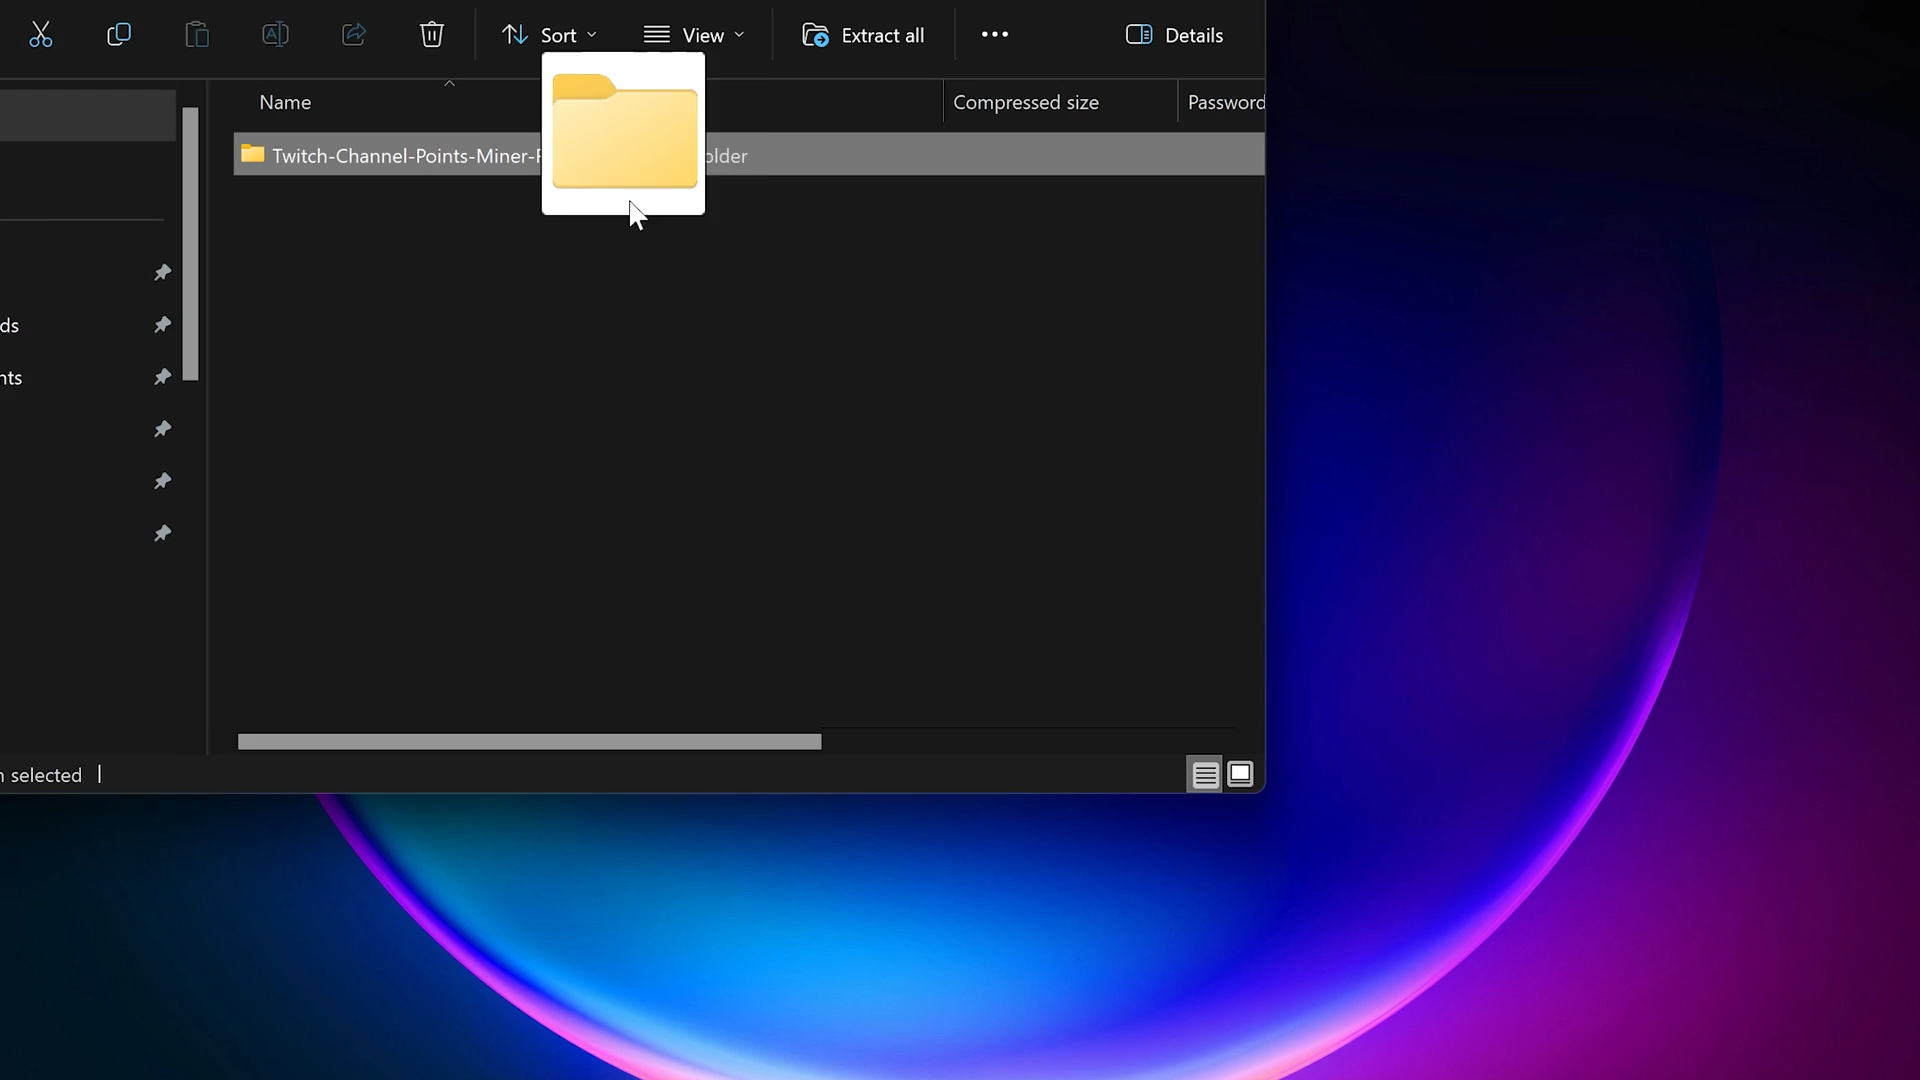 Sort
View
Extract all
Details
Name
Compressed size
Password
Twitch-Channel-Points-Miner-
older
ds
nts
selected